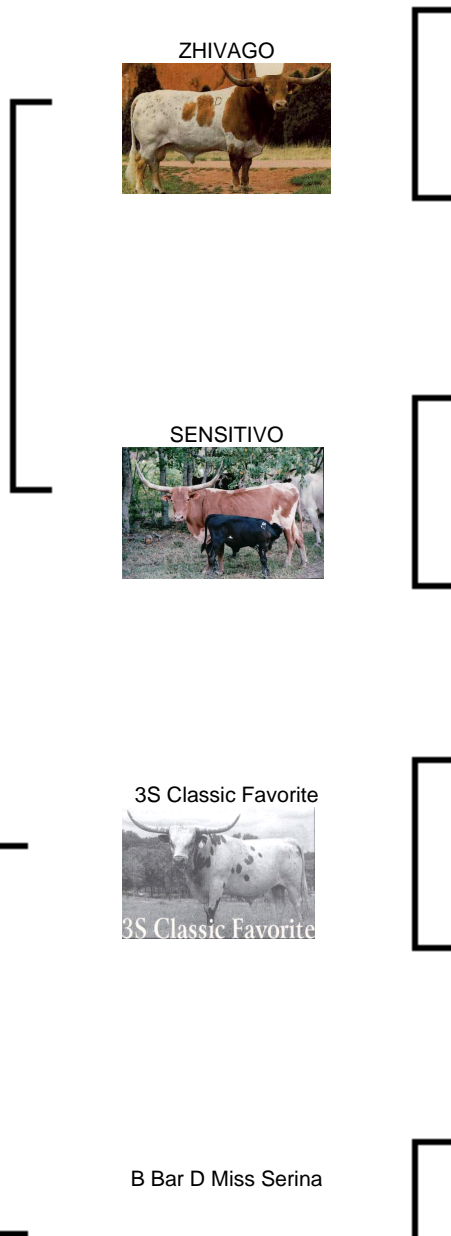 ZHIVAGO
SENSITIVO
3S Classic Favorite
3S Classic Favorite
B Bar D Miss Serina